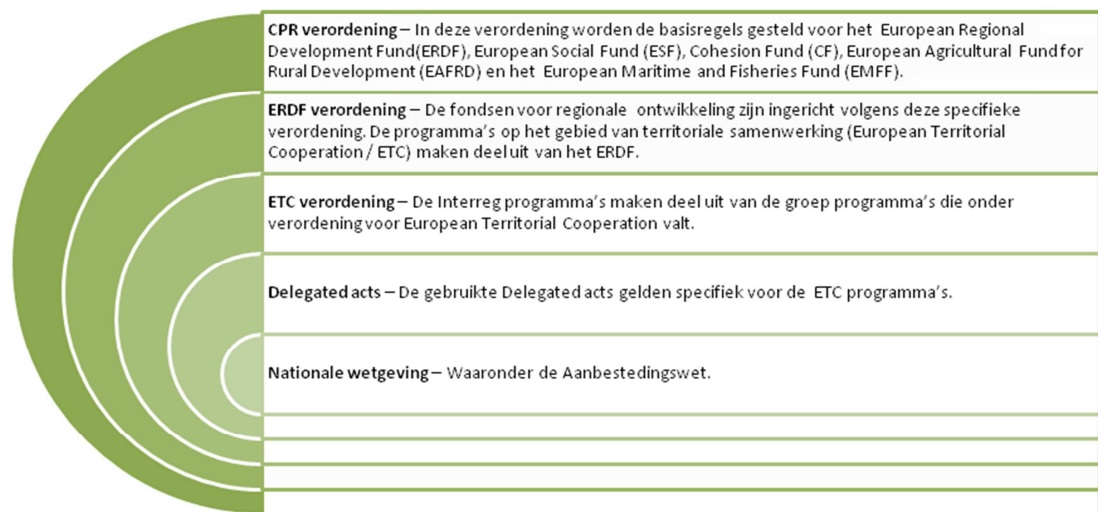 CPR verordening – In deze verordening worden de basisregels gesteld voor het European Regional
Development Fund(ERDF), European Social Fund (ESF), Cohesion Fund (CF), European Agricultural Fund for
Rural Development (EAFRD) en het European Maritime and Fisheries Fund (EMFF).
ERDF verordening – De fondsen voor regionale ontwikkeling zijn ingericht volgens deze specifieke
verordening. De programma's op het gebied van territoriale samenwerking (European Territorial
Cooperation / ETC) maken deel uit van het ERDF.
ETC verordening – De Interreg programma's maken deel uit van de groep programma's die onder
verordening voor European Territorial Cooperation valt.
Delegated acts – De gebruikte Delegated acts gelden specifiek voor de ETC programma's.
Nationale wetgeving – Waaronder de Aanbestedingswet.